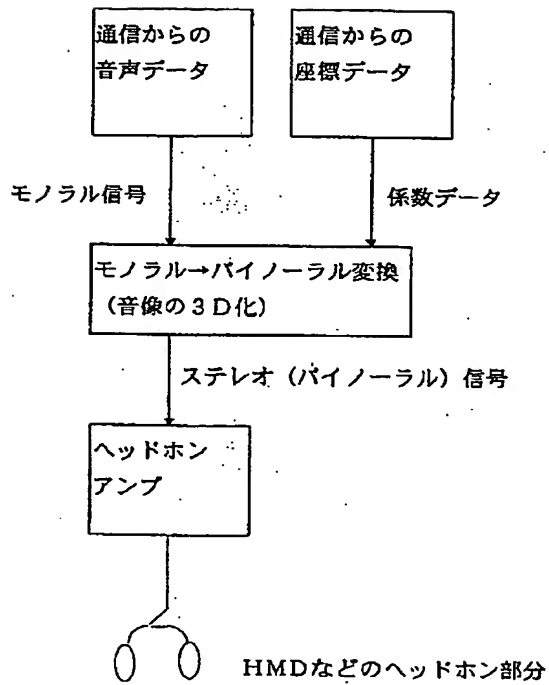 通信からの
音声データ
通信からの
座標データ
モノラル信号
係数データ
モノラル→バイノーラル変換
(音像の3D化)
ステレオ(バイノーラル)信号
ヘッドホン
アンプ
HMDなどのヘッドホン部分